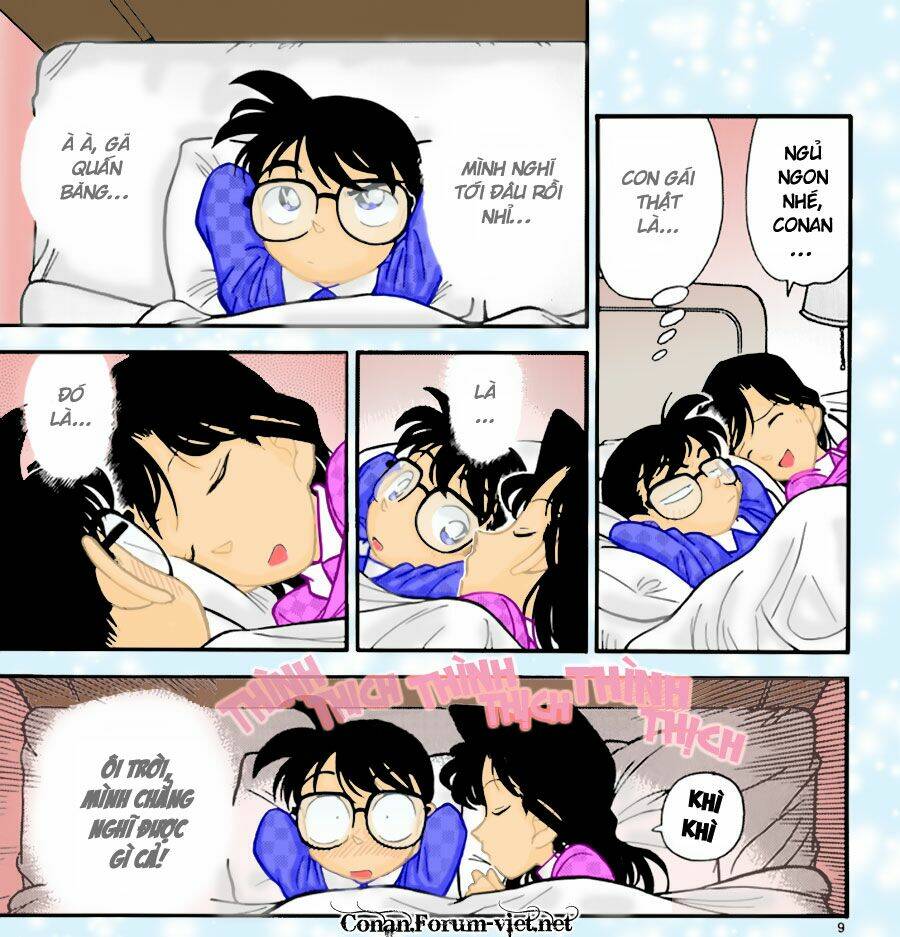 NGỦ
NGON
NHÉ,
CONAN
...
CON GÁI
THẬT
LÀ...
MÌNH NGHĨ
TỚI ĐÂU RỒI
NHỈ...
À À, GÃ
QUẤN
BĂNG...
LÀ
...
ĐÓ
LÀ...
THÌNH
THỊCH
THÌNH
THỊCH
THÌNH
THỊCH
ÔI TRỜI,
MÌNH CHẲNG
NGHĨ ĐƯỢC
GÌ CẢ!
KHÌ
KHÌ
Conan.Forum-viet.net
9